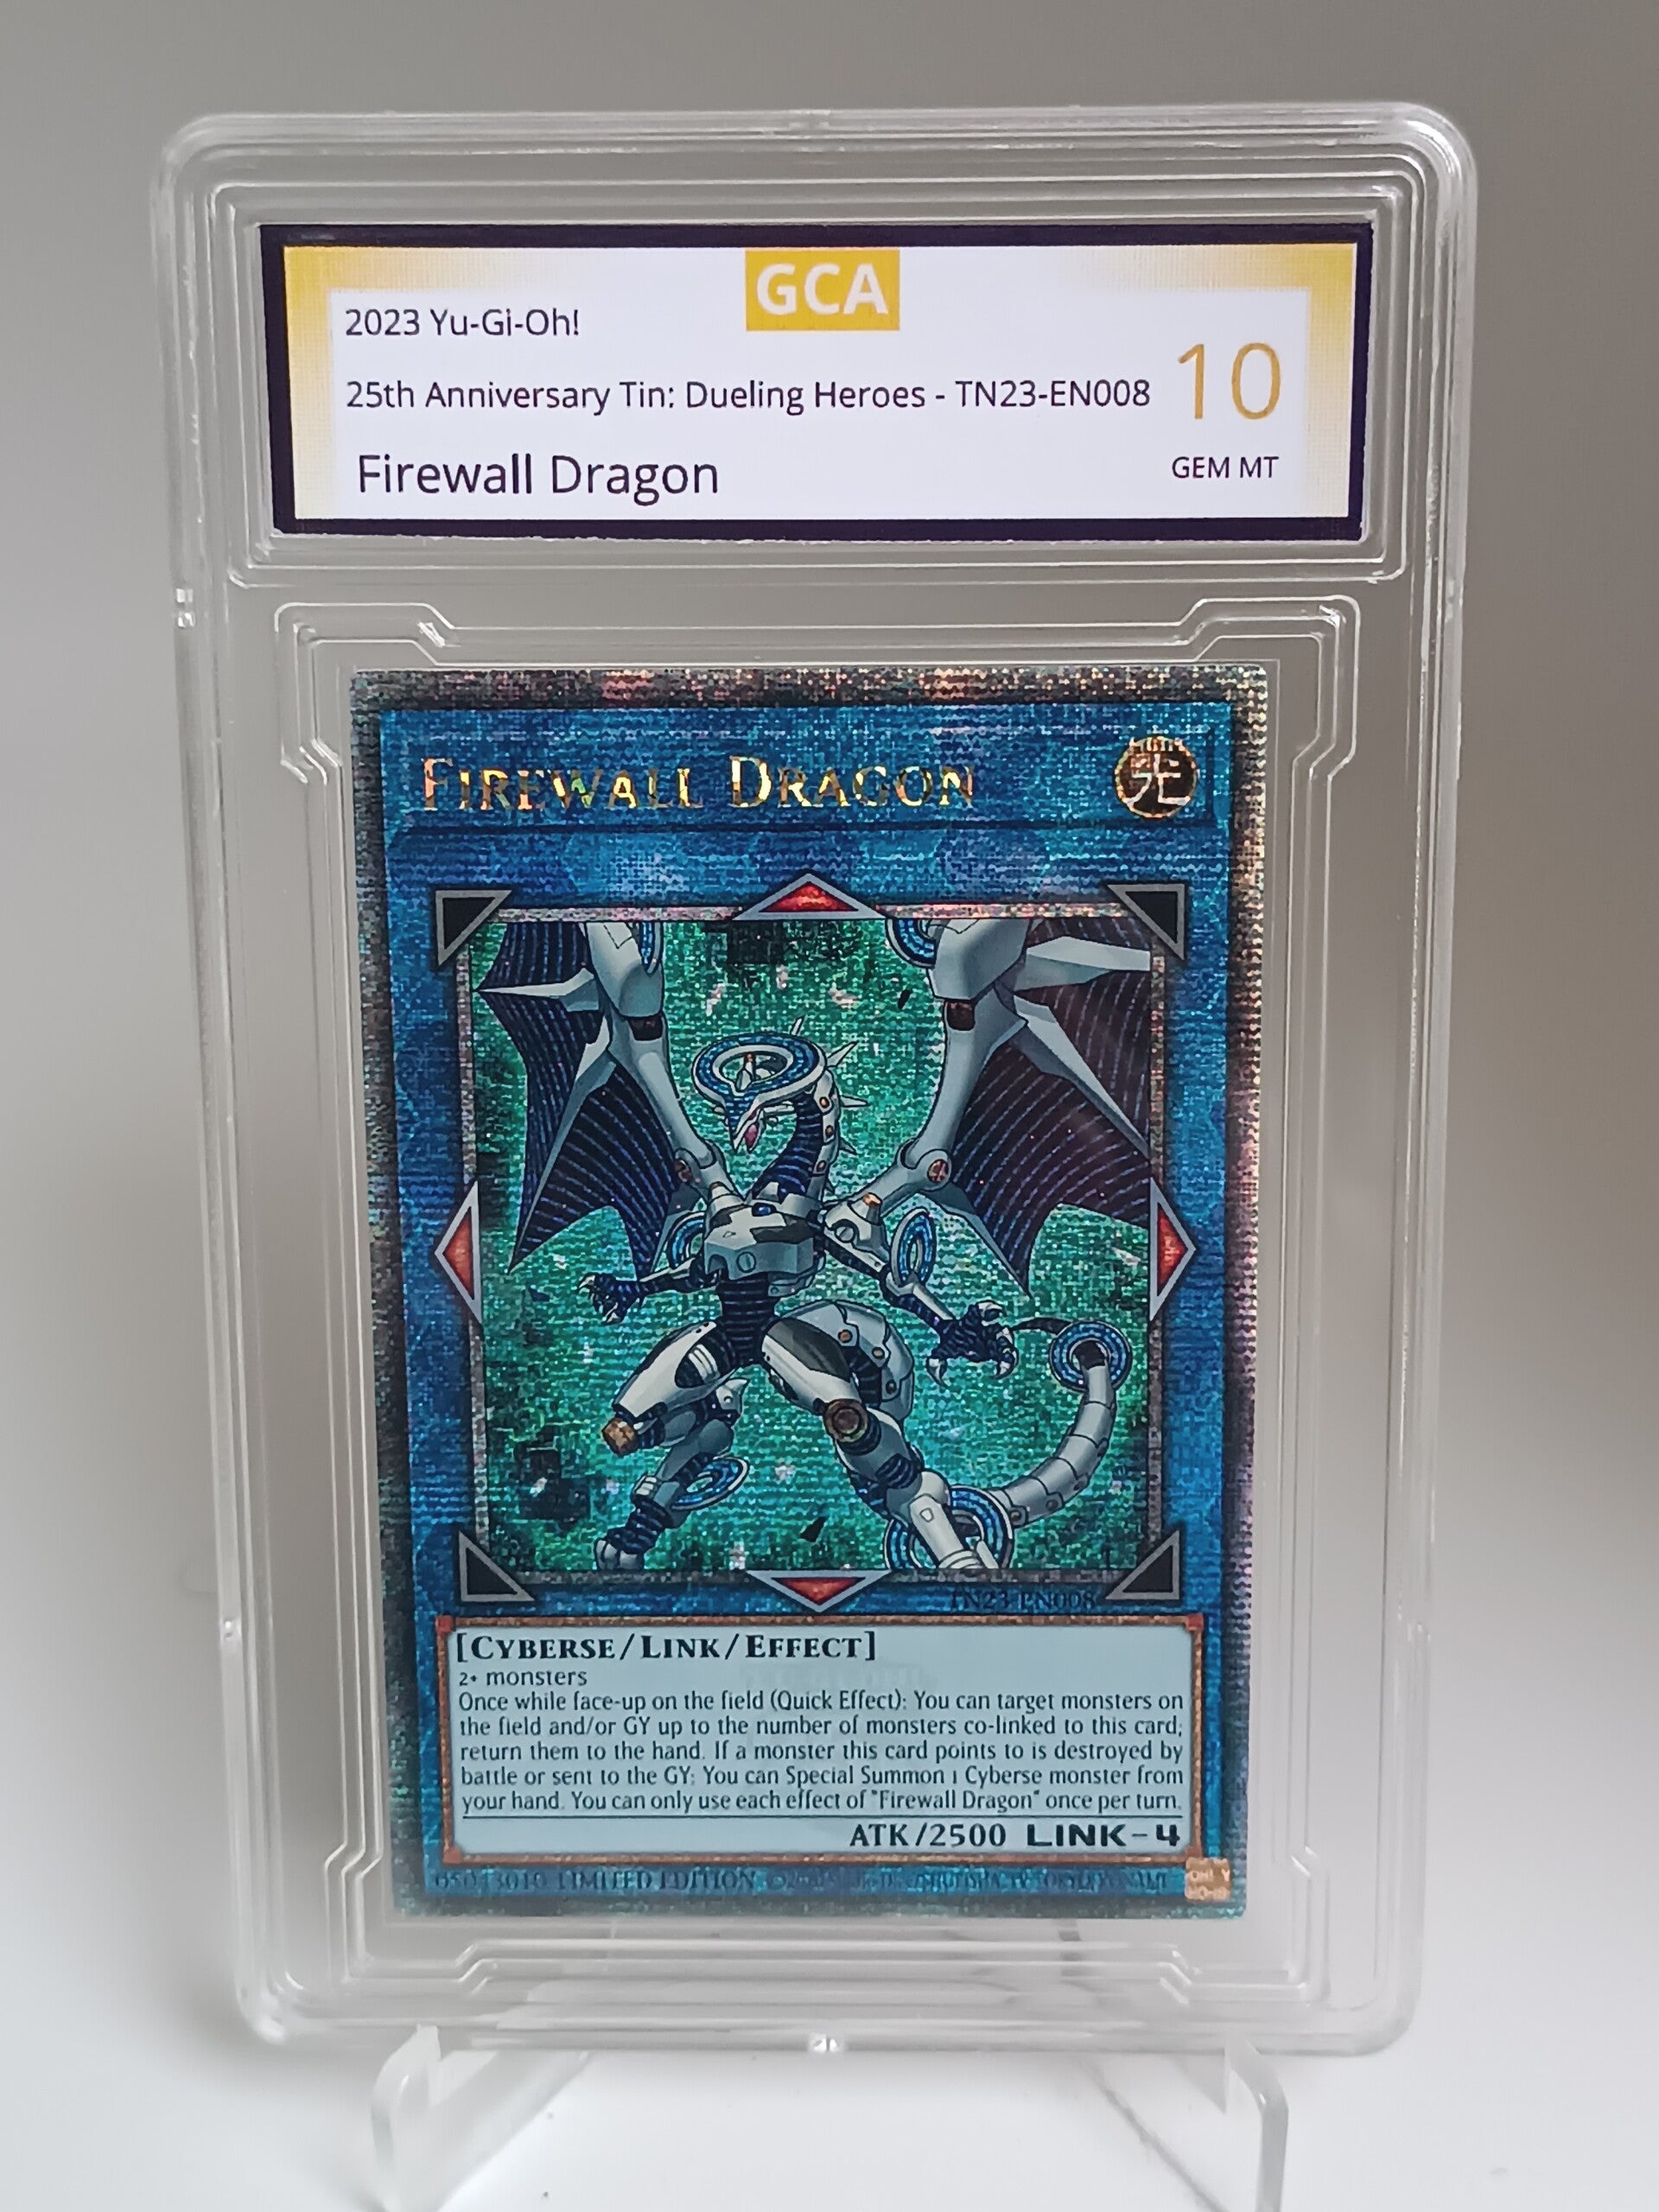 GCA
2023 Yu-Gi-Oh!
25th Anniversary Tin: Dueling Heroes - TN23-EN008
10
Firewall Dragon
GEM MT
FIREWALL DRAGON
光
TN23-EN008
[CYBERSE/LINK/EFFECT]
2+ monsters
Once while face-up on the field (Quick Effect): You can target monsters on
the field and/or GY up to the number of monsters co-linked to this card;
return them to the hand. If a monster this card points to is destroyed by
battle or sent to the GY: You can Special Summon 1 Cyberse monster from
your hand. You can only use each effect of "Firewall Dragon" once per turn.
ATK/2500 LINK-4
05043010 LIMITED EDITION